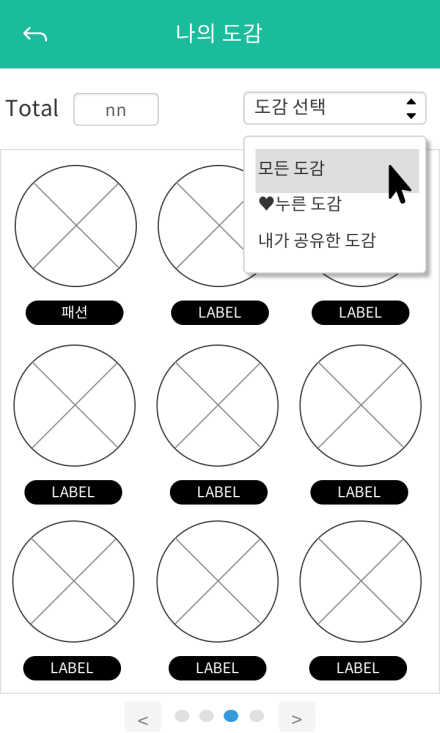 나의 도감
Total nn 도감 선택
모든 도감
♥누른 도감
내가 공유한 도감
패션 LABEL LABEL
LABEL LABEL LABEL
LABEL LABEL LABEL
< >